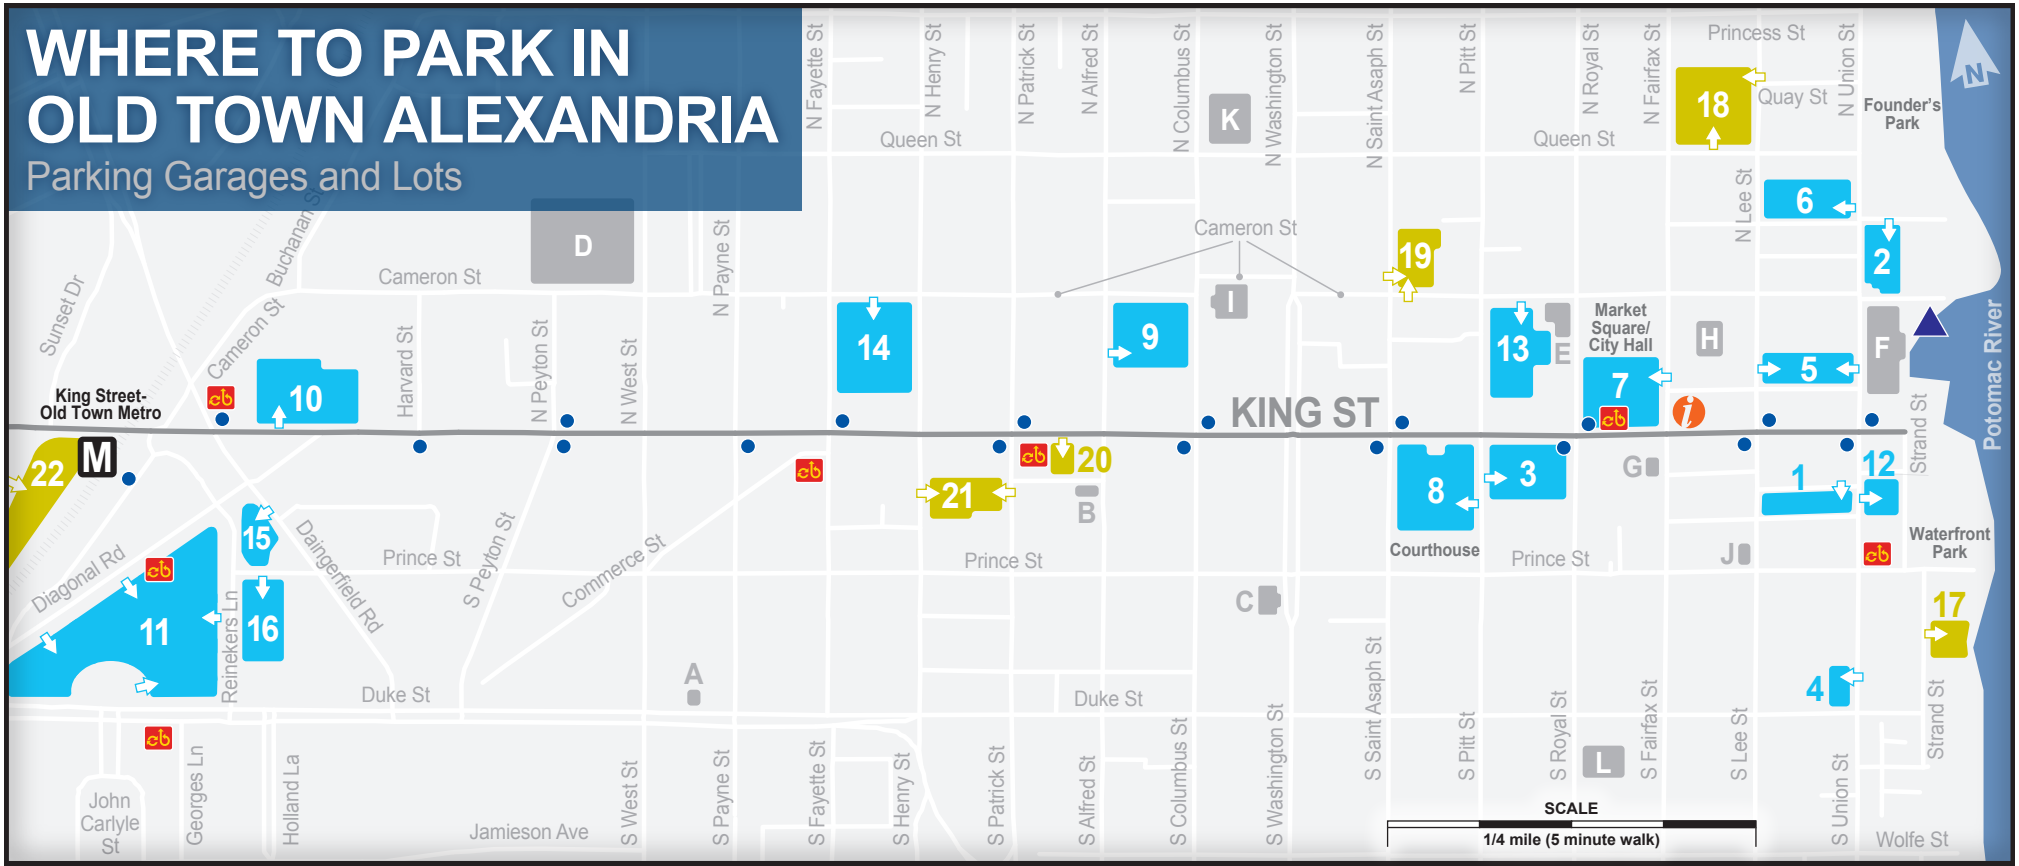 WHERE TO PARK IN
OLD TOWN ALEXANDRIA
Parking Garages and Lots
N Fayette St
N Henry St
N Patrick St
N Alfred St
N Columbus St
N Washington St
N Saint Asaph St
N Pitt St
N Royal St
N Fairfax St
Princess St
N Union St
N
K
18
Quay St
Founder's
Park
Queen St
Queen St
Buchanan St
N Payne St
N Lee St
6
D
Cameron St
19
2
Sunset Dr
Cameron St
Cameron St
I
Harvard St
N Peyton St
N West St
14
9
13
E
Market
Square/
City Hall
H
F
Potomac River
King Street-
Old Town Metro
10
7
5
i
KING ST
Strand St
22
M
20
21
B
8
3
G
1
12
15
Courthouse
Waterfront
Park
Diagonal Rd
Daingerfield Rd
Prince St
S Peyton St
Commerce St
Prince St
Prince St
J
11
Reinekers Ln
16
C
17
A
S Saint Asaph St
4
Duke St
Duke St
S Pitt St
S Royal St
S Fairfax St
S Lee St
Strand St
L
Georges Ln
Holland La
S West St
S Payne St
S Fayette St
S Henry St
S Patrick St
S Alfred St
S Columbus St
S Washington St
S Union St
John
Carlyle
St
Jamieson Ave
SCALE
1/4 mile (5 minute walk)
Wolfe St